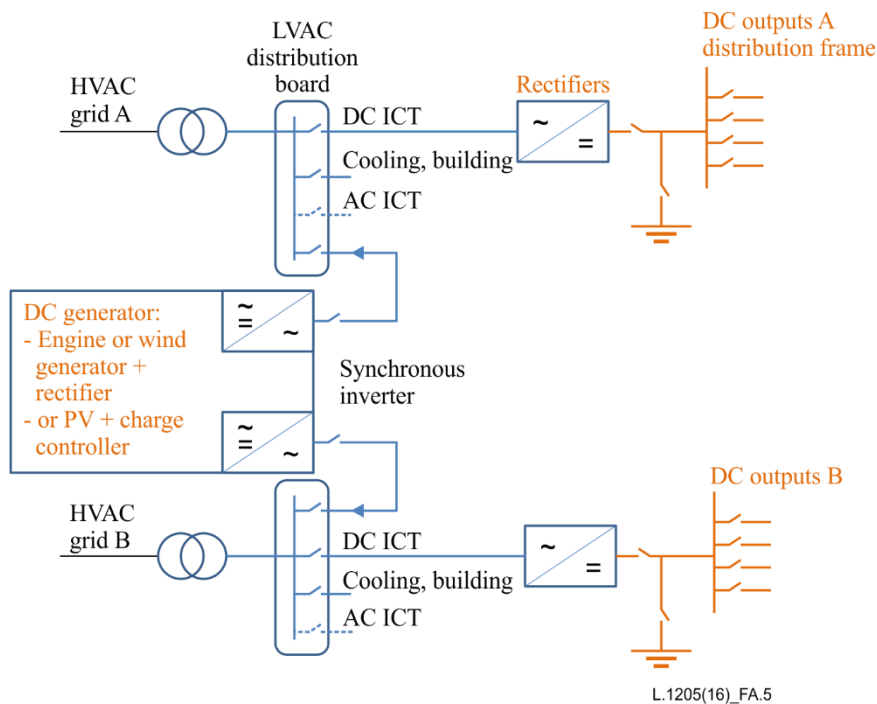 LVAC
distribution
board
DC outputs A
distribution frame
HVAC
grid A
Rectifiers
DC ICT
~
=
Cooling, building
AC ICT
DC generator:
- Engine or wind
generator +
rectifier
- or PV + charge
controller
~
=
~
Synchronous
inverter
~
=
~
DC outputs B
HVAC
grid B
DC ICT
~
=
Cooling, building
AC ICT
L.1205(16)_FA.5